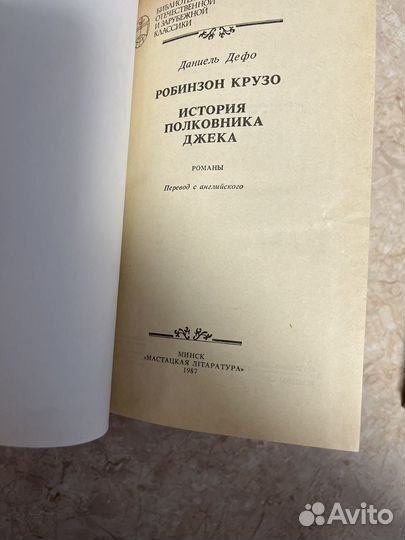 БИБЛИОТЕКА
ОТЕЧЕСТВЕННОЙ
И ЗАРУБЕЖНОЙ
КЛАССИКИ
Даниель Дефо
РОБИНЗОН КРУЗО
ИСТОРИЯ
ПОЛКОВНИКА
ДЖЕКА
РОМАНЫ
Перевод с английского
МИНСК
«МАСТАЦКАЯ ЛІТАРАТУРА»
1987
Avito